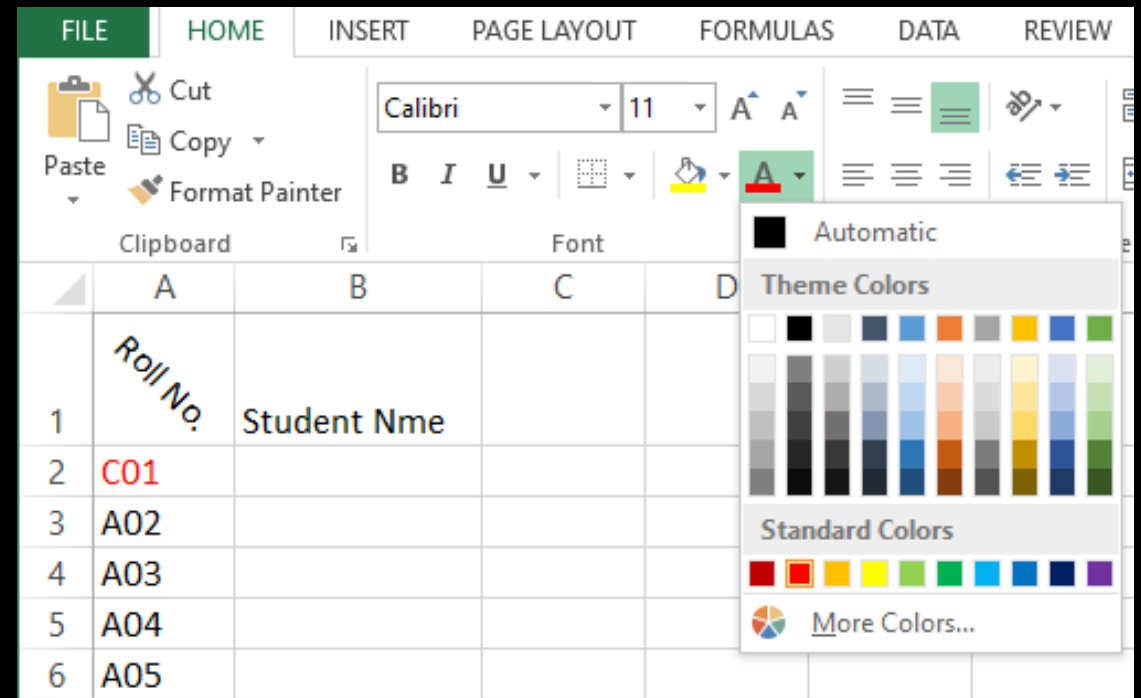 FILE HOME INSERT PAGE LAYOUT FORMULAS DATA REVIEW
Cut
Copy
Paste
Format Painter
Clipboard
Calibri 11 A A
B I U A
Font
Automatic
Theme Colors
Standard Colors
More Colors...
A B C D
1 Roll No. Student Nme
2 C01
3 A02
4 A03
5 A04
6 A05